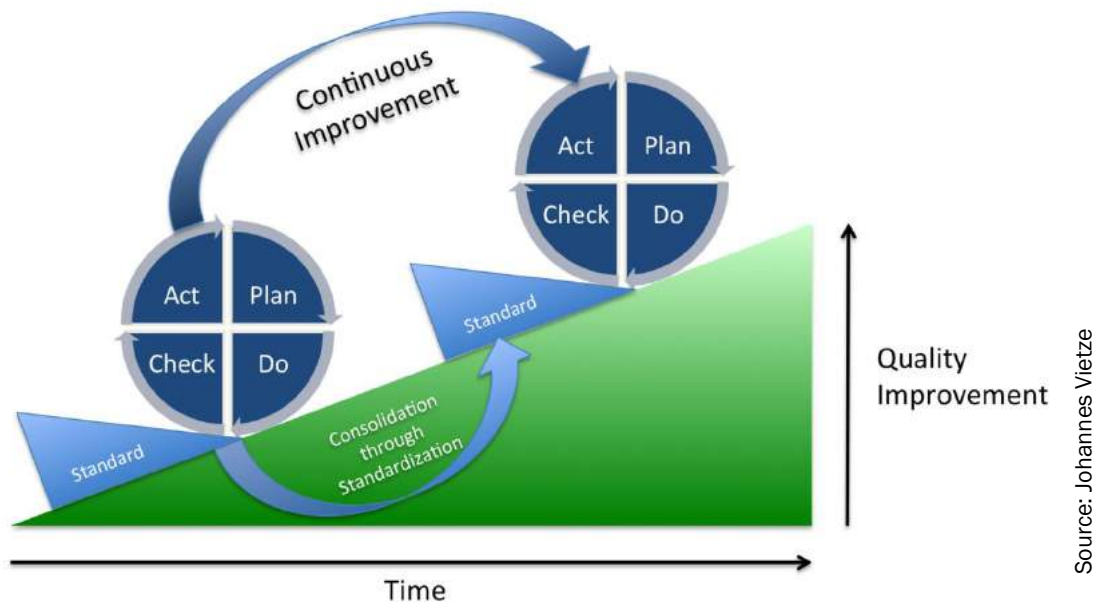 Continuous
Improvement
Act
Plan
Check
Do
Act
Plan
Check
Do
Standard
Standard
Consolidation
through
Standardization
Quality
Improvement
Time
Source: Johannes Vietze